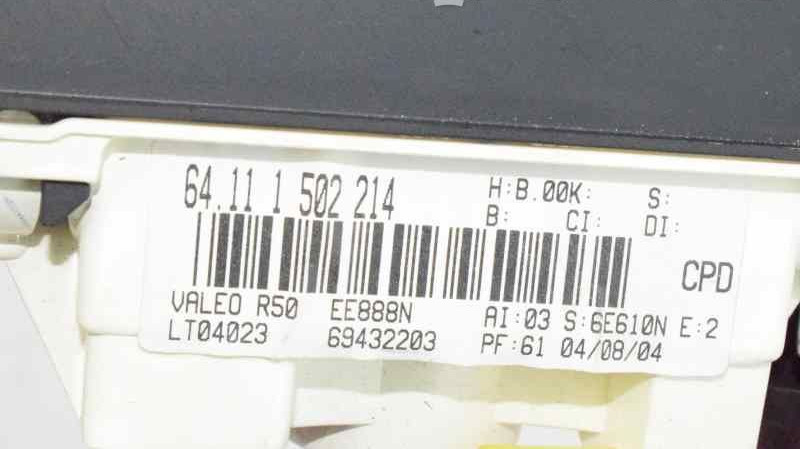 64.11 1 502 214
H:B.00K: S:
B: CI: DI:
CPD
VALEO R50 EE888N AI:03 S:6E610N E:2
LT04023 69432203 PF:61 04/08/04